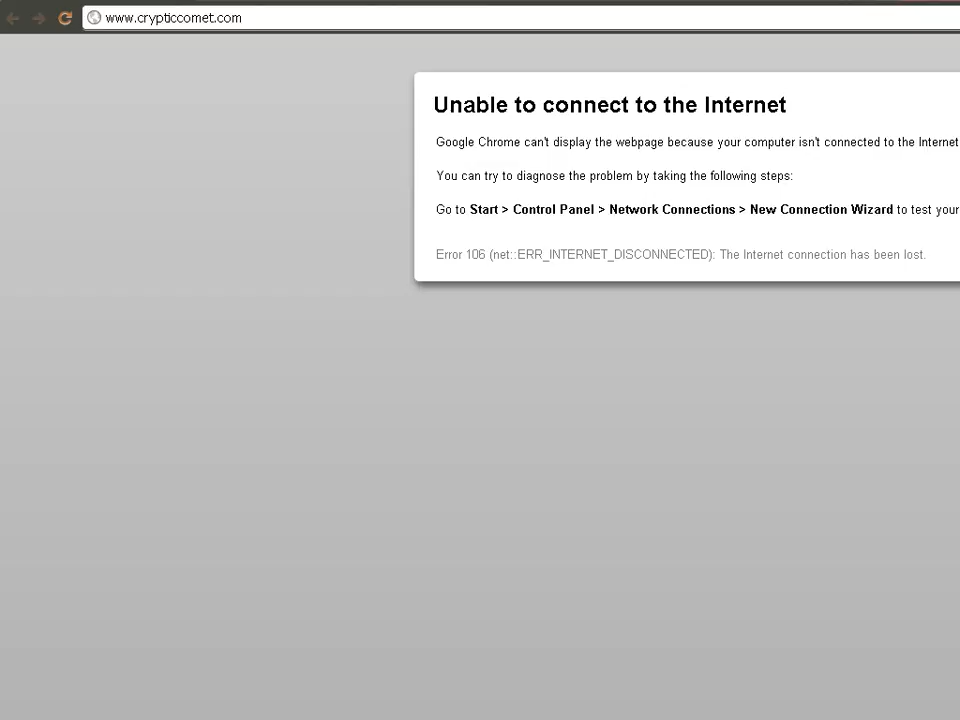 www.crypticcomet.com
Unable to connect to the Internet
Google Chrome can't display the webpage because your computer isn't connected to the Internet
You can try to diagnose the problem by taking the following steps:
Go to Start > Control Panel > Network Connections > New Connection Wizard to test your
Error 106 (net::ERR_INTERNET_DISCONNECTED): The Internet connection has been lost.